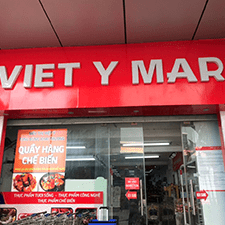 VIET Y MAR
QUẦY HÀNG
CHẾ BIẾN
THỰC PHẨM TƯƠI SỐNG - THỰC PHẨM CÔNG NGHỆ
THỰC PHẨM CHẾ BIẾN